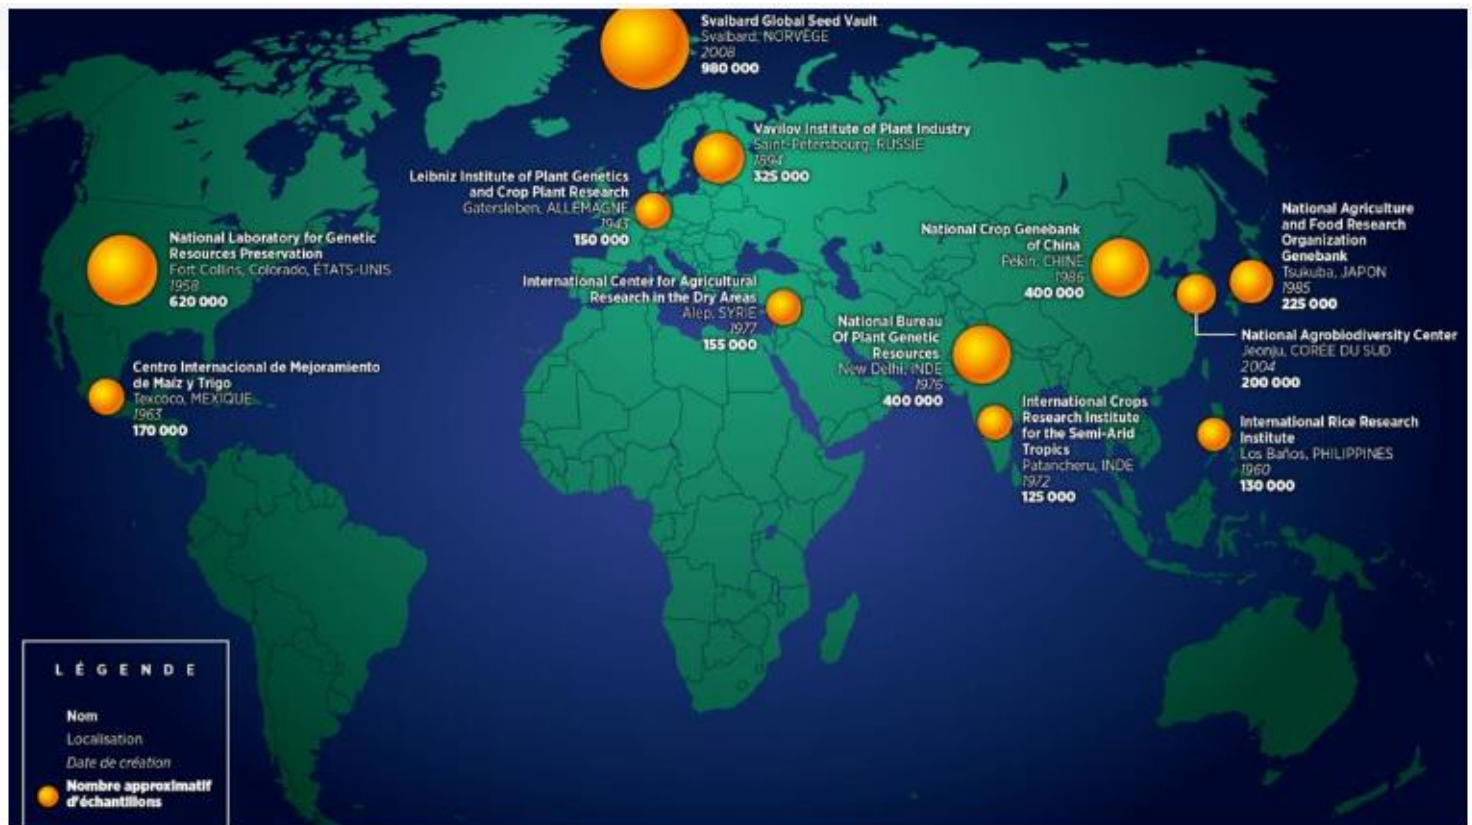 Svalbard Global Seed Vault
Svalbard, NORVÈGE
2008
980 000
Vavilov Institute of Plant Industry
Saint-Pétersbourg, RUSSIE
1894
325 000
Leibniz Institute of Plant Genetics
and Crop Plant Research
Gatersleben, ALLEMAGNE
1943
150 000
National Laboratory for Genetic
Resources Preservation
Fort Collins, Colorado, ÉTATS-UNIS
1958
620 000
International Center for Agricultural
Research in the Dry Areas
Alep, SYRIE
1977
155 000
National Crop Genebank
of China
Pékin, CHINE
1986
400 000
National Agriculture
and Food Research
Organization
Genebank
Tsukuba, JAPON
1985
225 000
National Agrobiodiversity Center
Jeonju, CORÉE DU SUD
2004
200 000
National Bureau
Of Plant Genetic
Resources
New Delhi, INDE
1976
400 000
Centro Internacional de Mejoramiento
de Maíz y Trigo
Texcoco, MEXIQUE
1963
170 000
International Crops
Research Institute
for the Semi-Arid
Tropics
Patancheru, INDE
1972
125 000
International Rice Research
Institute
Los Baños, PHILIPPINES
1960
130 000
LÉGENDE
Nom
Localisation
Date de création
Nombre approximatif
d'échantillons